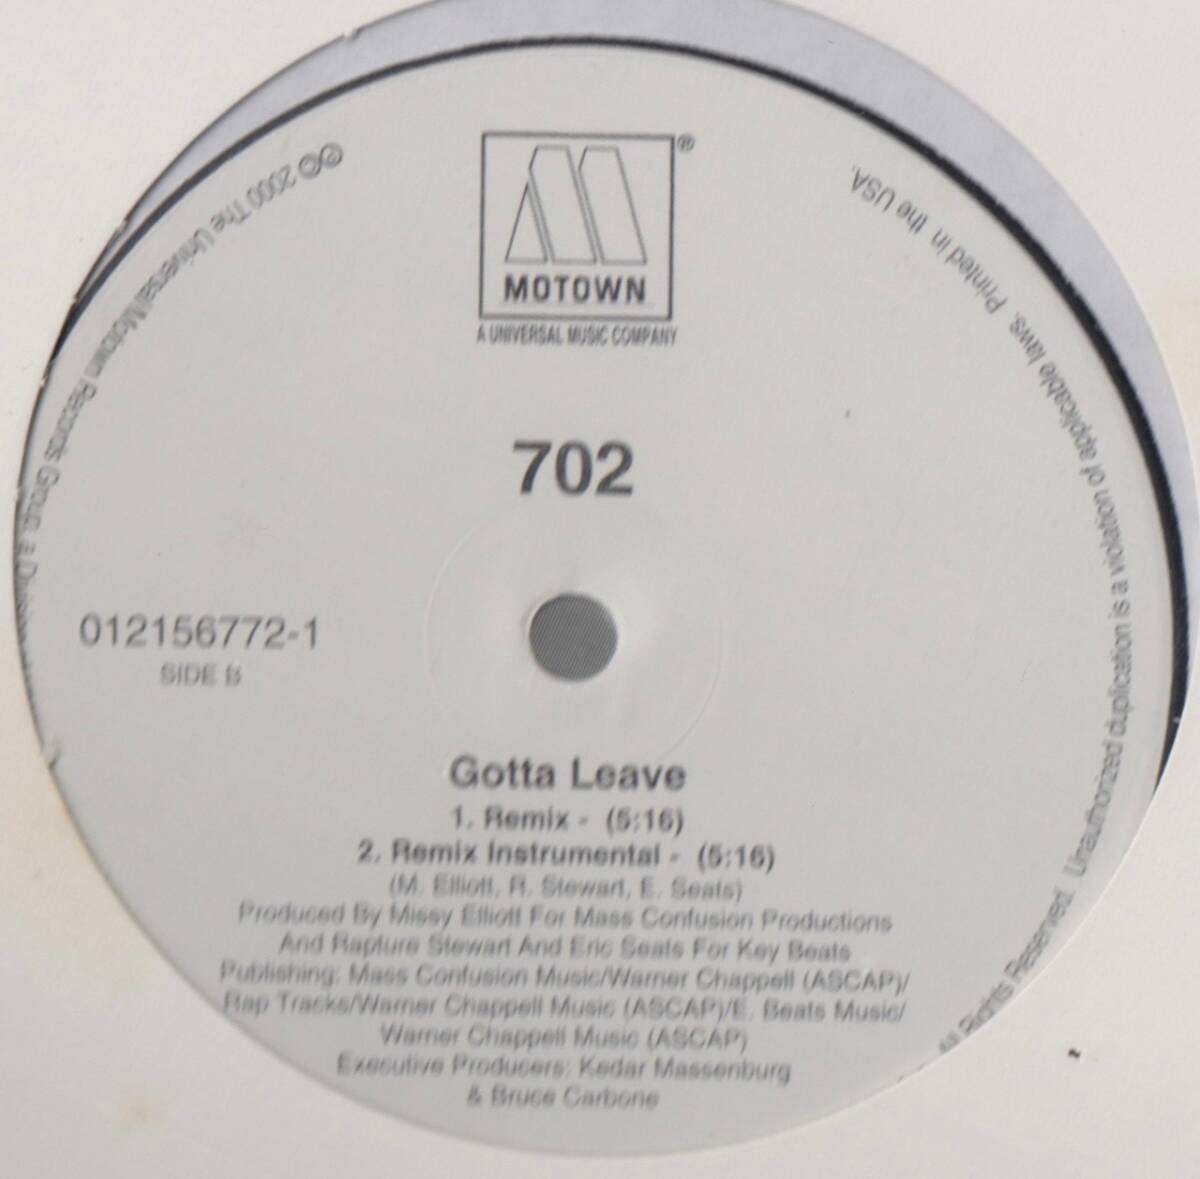 MOTOWN®
A UNIVERSAL MUSIC COMPANY
702
012156772-1
SIDE B
Gotta Leave
1. Remix - (5:16)
2. Remix Instrumental - (5:16)
(M. Elliott, R. Stewart, E. Seats)
Produced By Missy Elliott For Mass Confusion Productions
And Rapture Stewart And Eric Seats For Key Beats
Publishing: Mass Confusion Music/Warner Chappell (ASCAP)/
Rap Tracks/Warner Chappell Music (ASCAP)/E. Beats Music/
Warner Chappell Music (ASCAP)
Executive Producers: Kedar Massenburg
& Bruce Carbone
℗© 2000 The Universal/Motown Records Group, a
All Rights Reserved. Unauthorized duplication is a violation of applicable laws. Printed in the USA.